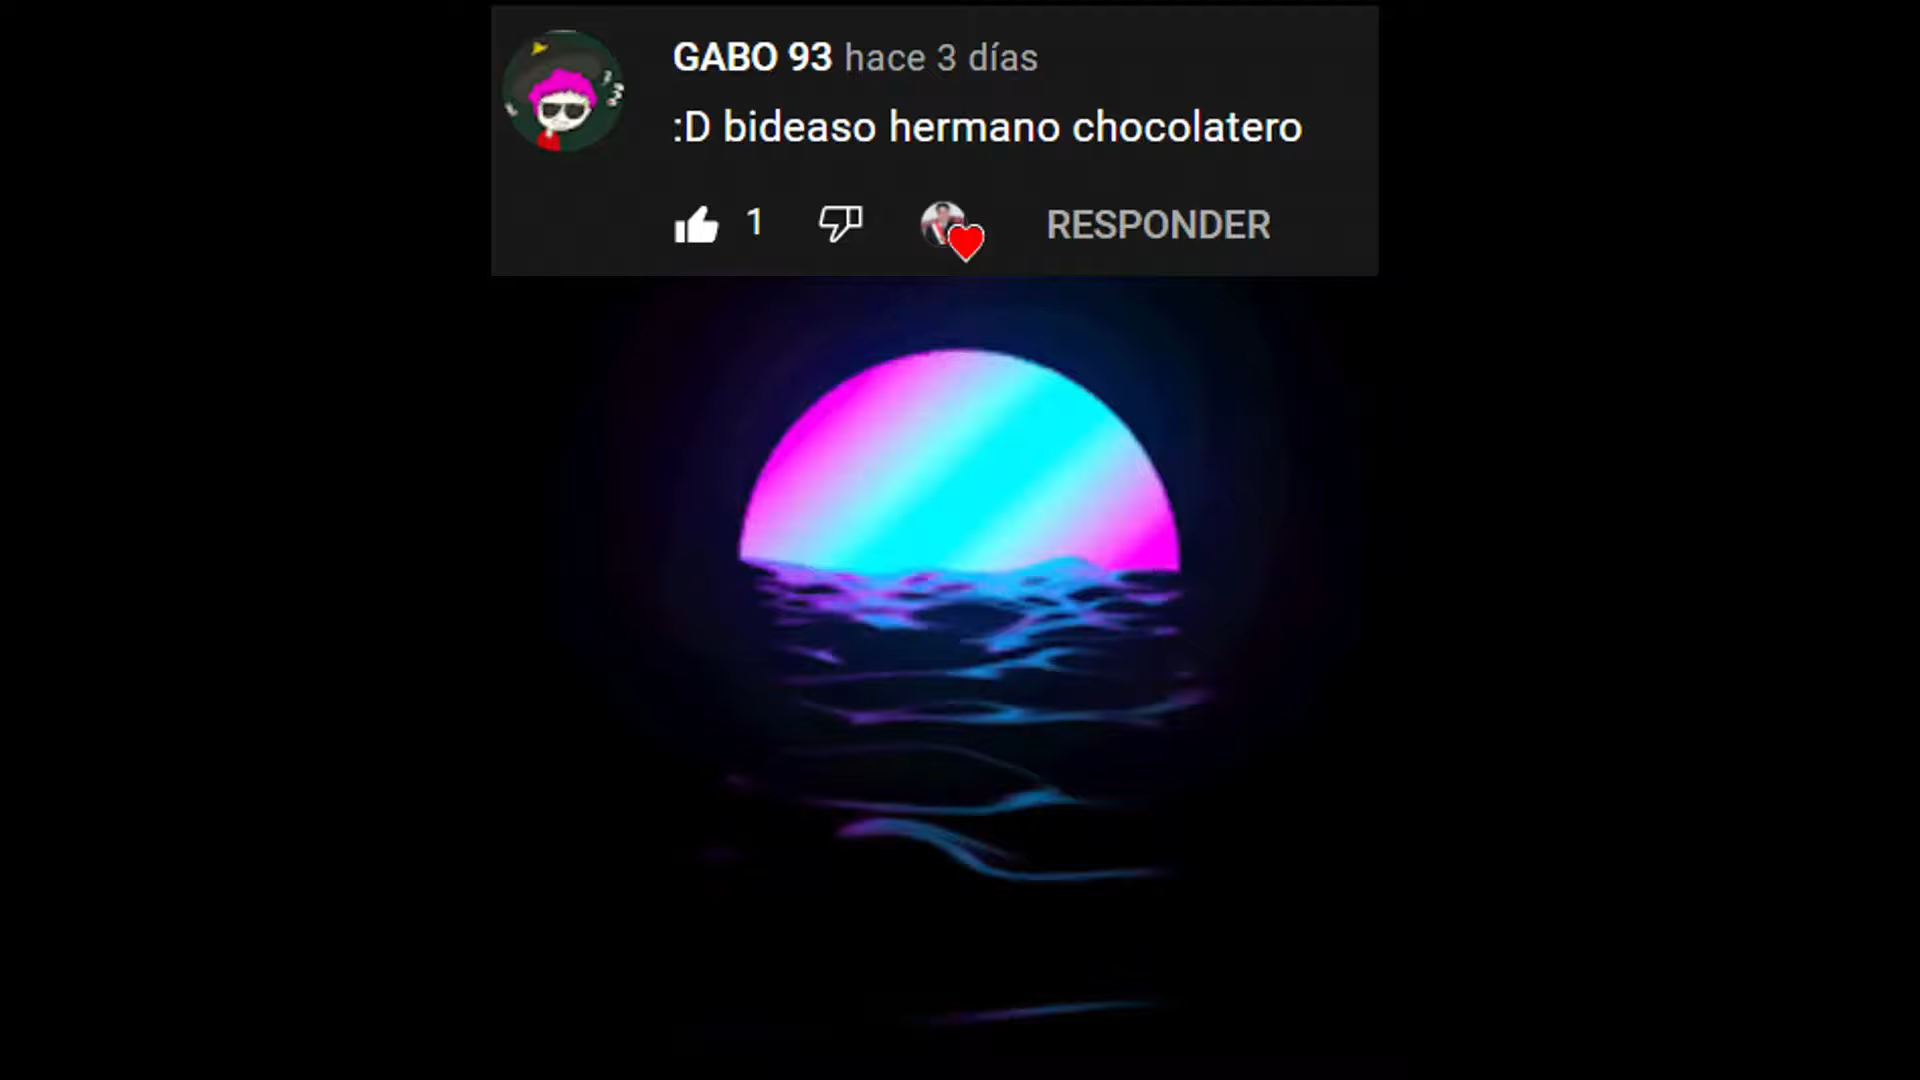 GABO 93 hace 3 días
:D bideaso hermano chocolatero
1 RESPONDER